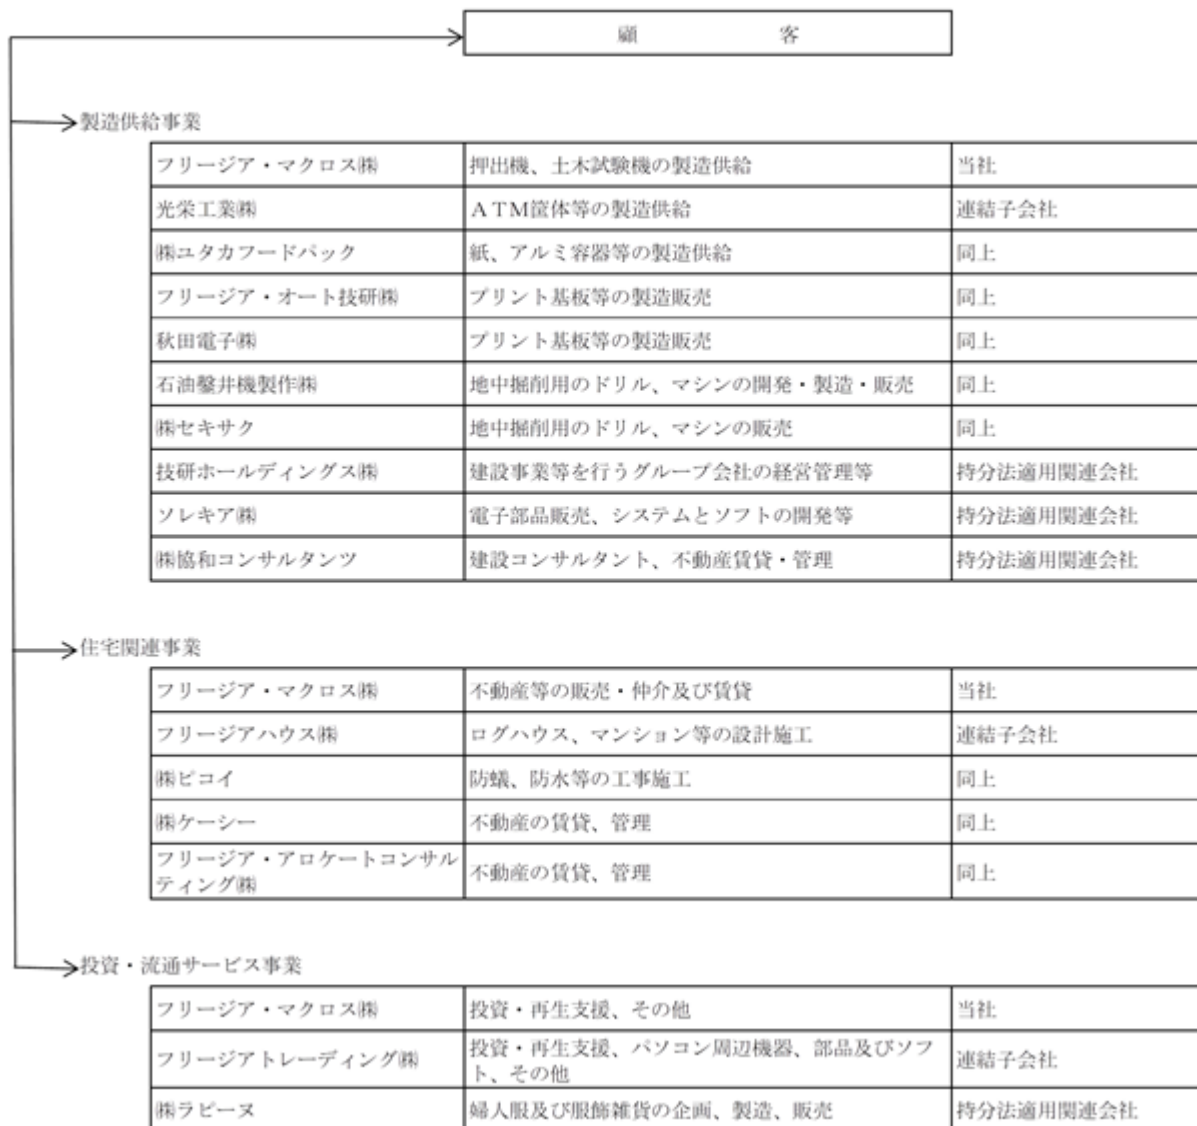 顧 客
製造供給事業
フリージア・マクロス㈱ 押出機、土木試験機の製造供給 当社
光栄工業㈱ ＡＴＭ筐体等の製造供給 連結子会社
㈱ユタカフードパック 紙、アルミ容器等の製造供給 同上
フリージア・オート技研㈱ プリント基板等の製造販売 同上
秋田電子㈱ プリント基板等の製造販売 同上
石油鑿井機製作㈱ 地中掘削用のドリル、マシンの開発・製造・販売 同上
㈱セキサク 地中掘削用のドリル、マシンの販売 同上
技研ホールディングス㈱ 建設事業等を行うグループ会社の経営管理等 持分法適用関連会社
ソレキア㈱ 電子部品販売、システムとソフトの開発等 持分法適用関連会社
㈱協和コンサルタンツ 建設コンサルタント、不動産賃貸・管理 持分法適用関連会社
住宅関連事業
フリージア・マクロス㈱ 不動産等の販売・仲介及び賃貸 当社
フリージアハウス㈱ ログハウス、マンション等の設計施工 連結子会社
㈱ピコイ 防蟻、防水等の工事施工 同上
㈱ケーシー 不動産の賃貸、管理 同上
フリージア・アロケートコンサル
ティング㈱ 不動産の賃貸、管理 同上
投資・流通サービス事業
フリージア・マクロス㈱ 投資・再生支援、その他 当社
フリージアトレーディング㈱ 投資・再生支援、パソコン周辺機器、部品及びソフ
ト、その他 連結子会社
㈱ラピーヌ 婦人服及び服飾雑貨の企画、製造、販売 持分法適用関連会社